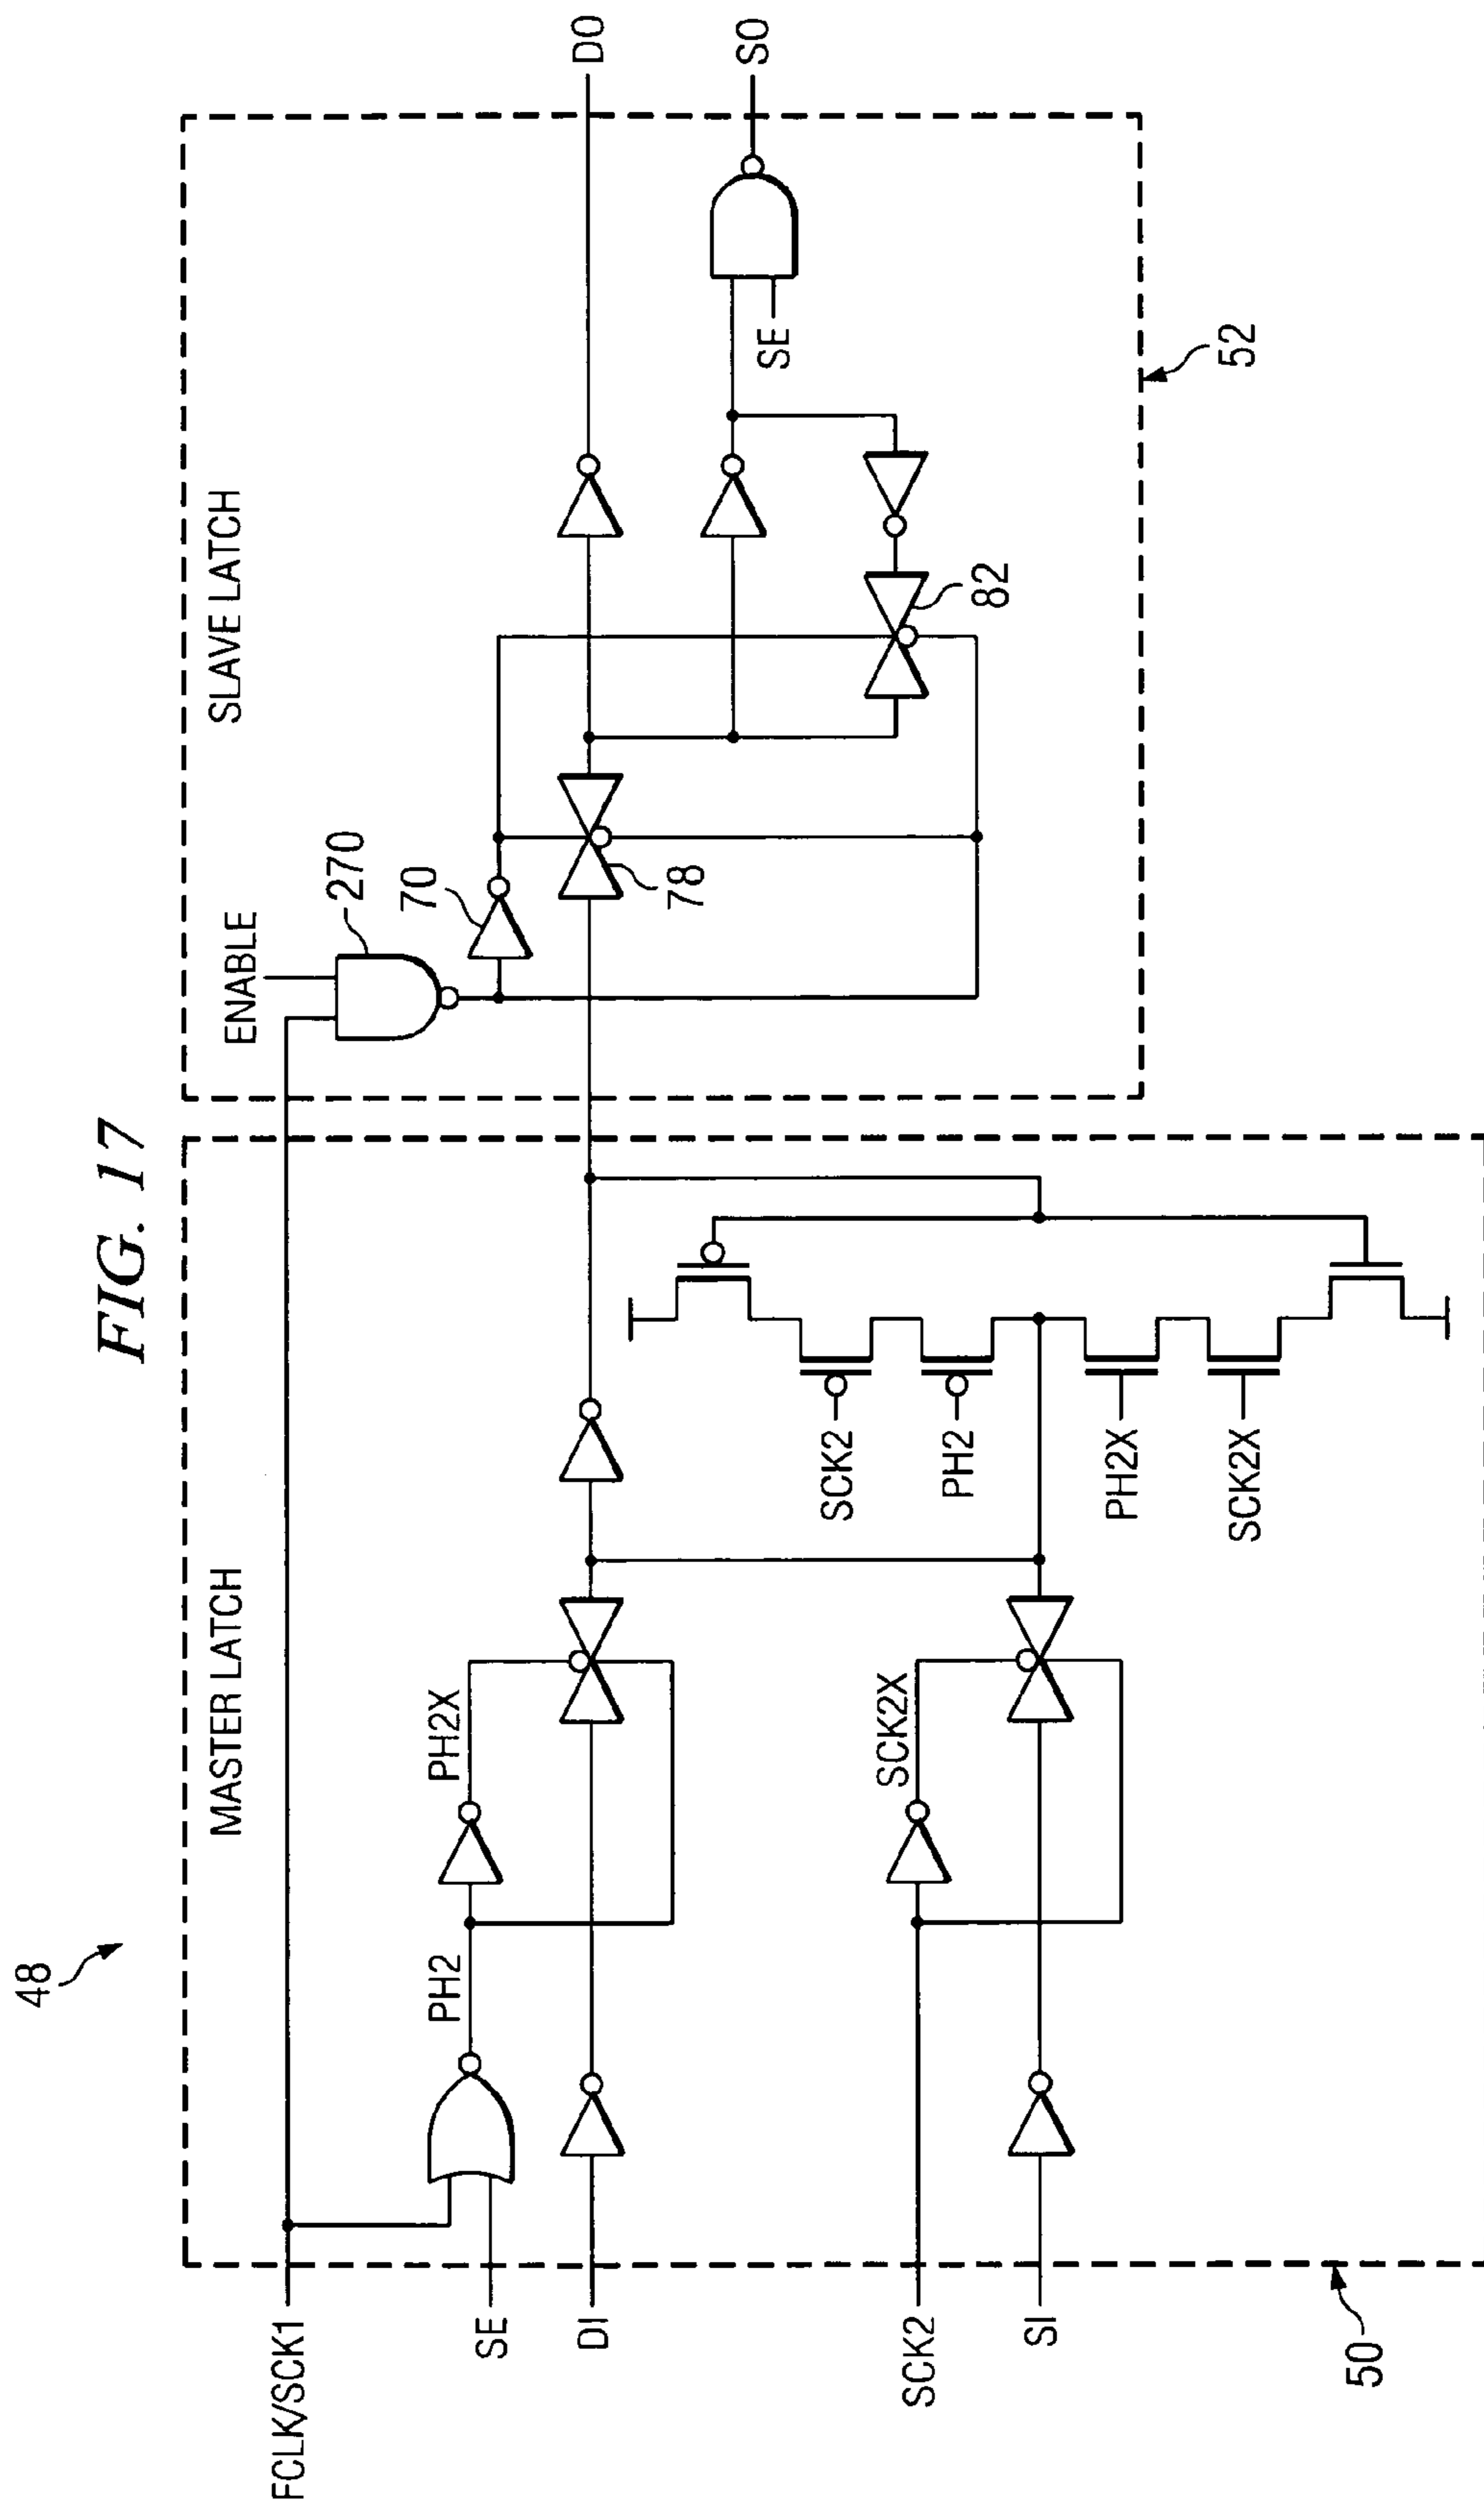 FIG. 17
48
MASTER LATCH
SLAVE LATCH
FCLK/SCK1
SE
DI
SCK2
SI
50
PH2
PH2X
SCK2X
SCK2
PH2
PH2X
SCK2X
ENABLE
270
70
78
82
SE
52
DO
SO